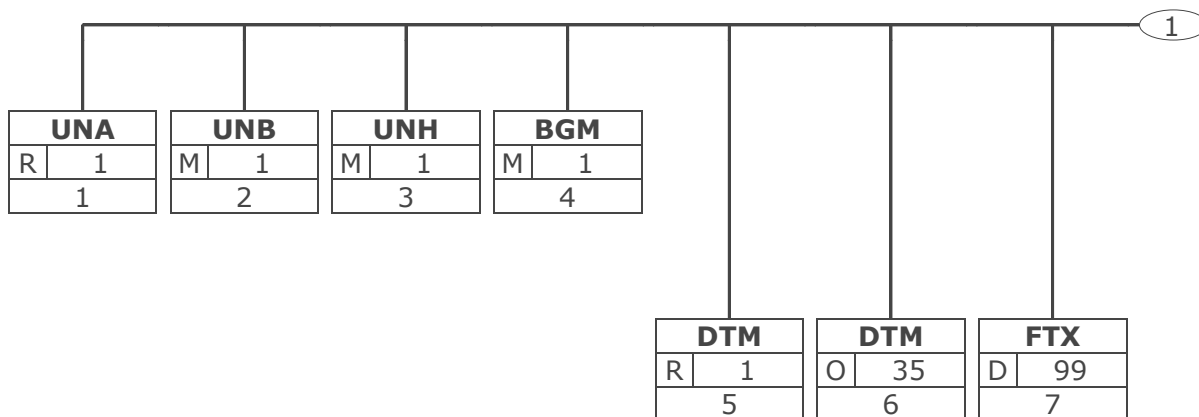 1
UNA UNB UNH BGM
R 1 M 1 M 1 M 1
1 2 3 4
DTM DTM FTX
R 1 O 35 D 99
5 6 7